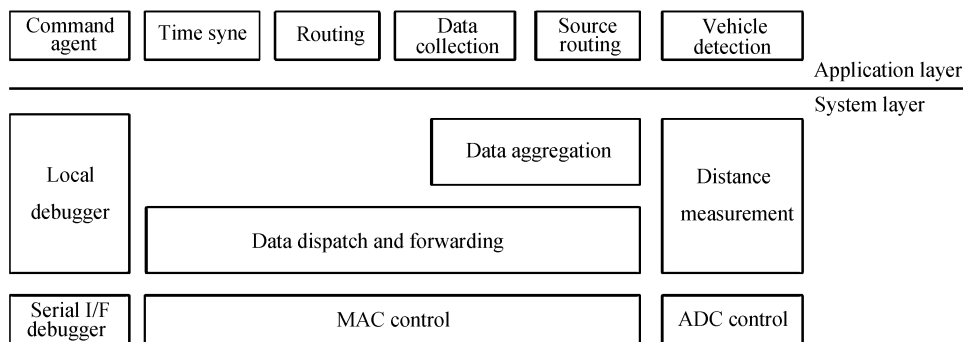 Command
agent
Time syne
Routing
Data
collection
Source
routing
Vehicle
detection
Application layer
System layer
Local
debugger
Data aggregation
Distance
measurement
Data dispatch and forwarding
Serial I/F
debugger
MAC control
ADC control